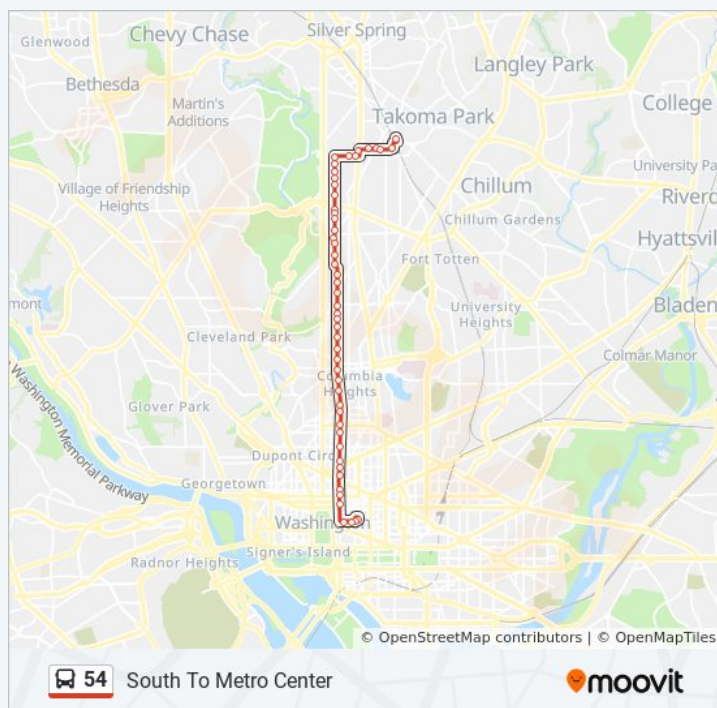 Silver Spring
Glenwood
Chevy Chase
Langley Park
Bethesda
Martin's
Additions
College
Takoma Park
University Pa
Village of Friendship
Heights
Chillum
Riverd
Chillum Gardens
Hyattsvil
Fort Totten
mont
University
Heights
Bladen
Cleveland Park
Colmar Manor
Columbia
Heights
Glover Park
Washington Memorial Parkway
Dupont Circ
Georgetown
Washington
Signer's Island
Radnor Heights
© OpenStreetMap contributors | © OpenMapTiles
54 South To Metro Center
moovit